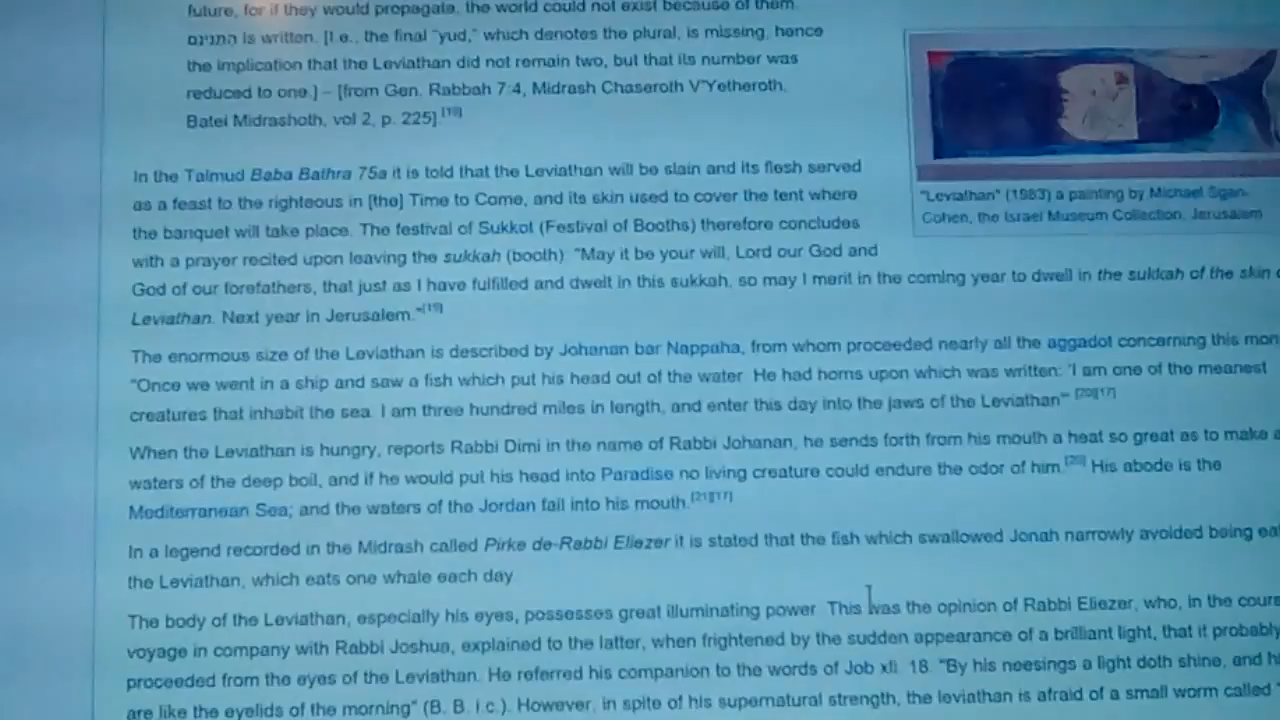 future, for if they would propagate, the world could not exist because of them.
התנינם is written. [I.e., the final "yud," which denotes the plural, is missing, hence
the implication that the Leviathan did not remain two, but that its number was
reduced to one.] – [from Gen. Rabbah 7:4, Midrash Chaseroth V'Yetheroth,
Batei Midrashoth, vol 2, p. 225].[18]
"Leviathan" (1983) a painting by Michael Sgan-
Cohen, the Israel Museum Collection, Jerusalem
In the Talmud Baba Bathra 75a it is told that the Leviathan will be slain and its flesh served
as a feast to the righteous in [the] Time to Come, and its skin used to cover the tent where
the banquet will take place. The festival of Sukkot (Festival of Booths) therefore concludes
with a prayer recited upon leaving the sukkah (booth): "May it be your will, Lord our God and
God of our forefathers, that just as I have fulfilled and dwelt in this sukkah, so may I merit in the coming year to dwell in the sukkah of the skin
Leviathan. Next year in Jerusalem."[19]
The enormous size of the Leviathan is described by Johanan bar Nappaha, from whom proceeded nearly all the aggadot concerning this mon
"Once we went in a ship and saw a fish which put his head out of the water. He had horns upon which was written: 'I am one of the meanest
creatures that inhabit the sea. I am three hundred miles in length, and enter this day into the jaws of the Leviathan'" [20][17]
When the Leviathan is hungry, reports Rabbi Dimi in the name of Rabbi Johanan, he sends forth from his mouth a heat so great as to make a
waters of the deep boil, and if he would put his head into Paradise no living creature could endure the odor of him.[20] His abode is the
Mediterranean Sea; and the waters of the Jordan fall into his mouth.[21][17]
In a legend recorded in the Midrash called Pirke de-Rabbi Eliezer it is stated that the fish which swallowed Jonah narrowly avoided being ea
the Leviathan, which eats one whale each day.
The body of the Leviathan, especially his eyes, possesses great illuminating power. This was the opinion of Rabbi Eliezer, who, in the cours
voyage in company with Rabbi Joshua, explained to the latter, when frightened by the sudden appearance of a brilliant light, that it probably
proceeded from the eyes of the Leviathan. He referred his companion to the words of Job xli. 18: "By his neesings a light doth shine, and hi
are like the eyelids of the morning" (B. B. l.c.). However, in spite of his supernatural strength, the leviathan is afraid of a small worm called "